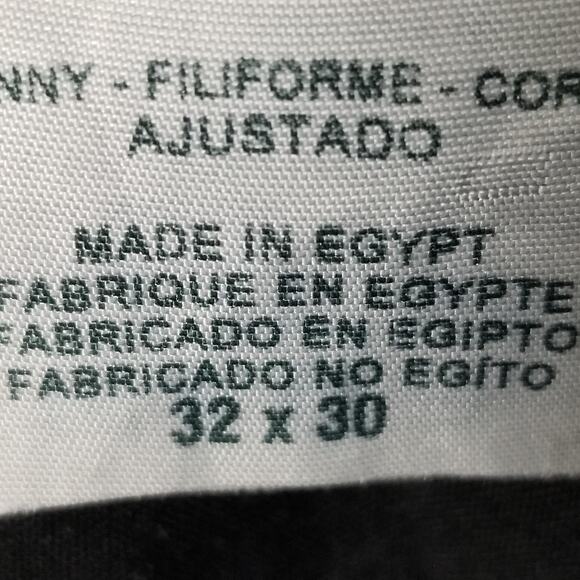 NNY - FILIFORME - COR
AJUSTADO
MADE IN EGYPT
FABRIQUE EN EGYPTE
FABRICADO EN EGIPTO
FABRICADO NO EGÍTO
32 x 30